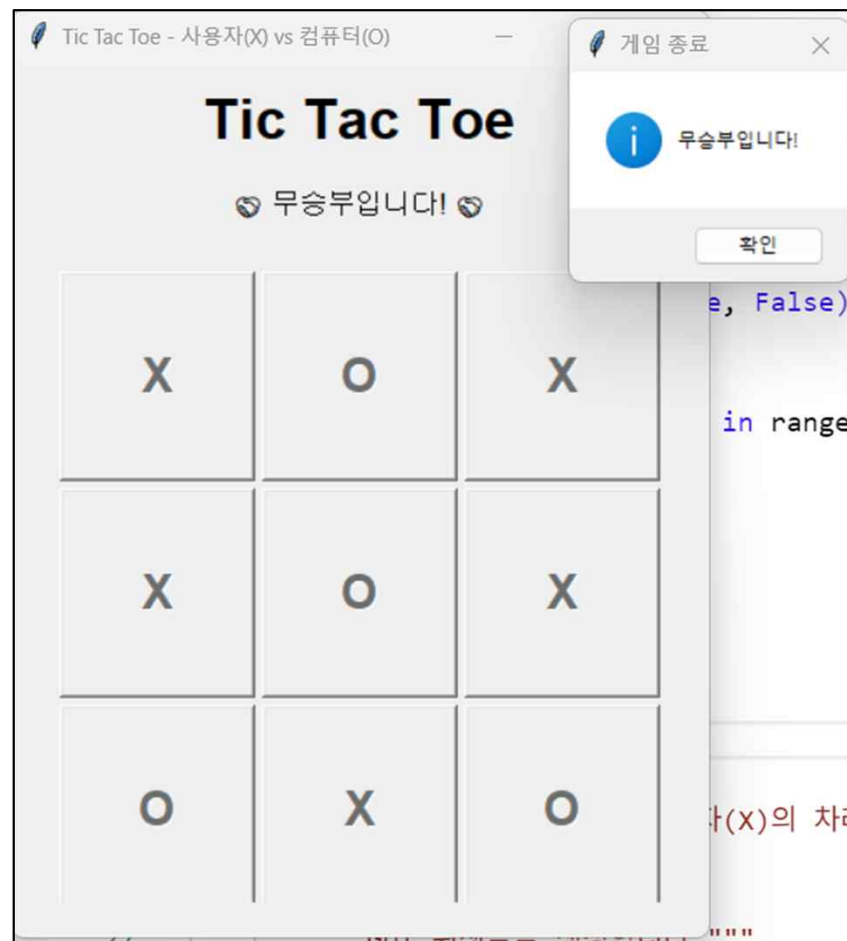 Tic Tac Toe - 사용자(X) vs 컴퓨터(O)
게임 종료
Tic Tac Toe
무승부입니다!
무승부입니다!
확인
e, False)
in range
X O X
X O X
O X O
(X)의 차
"""